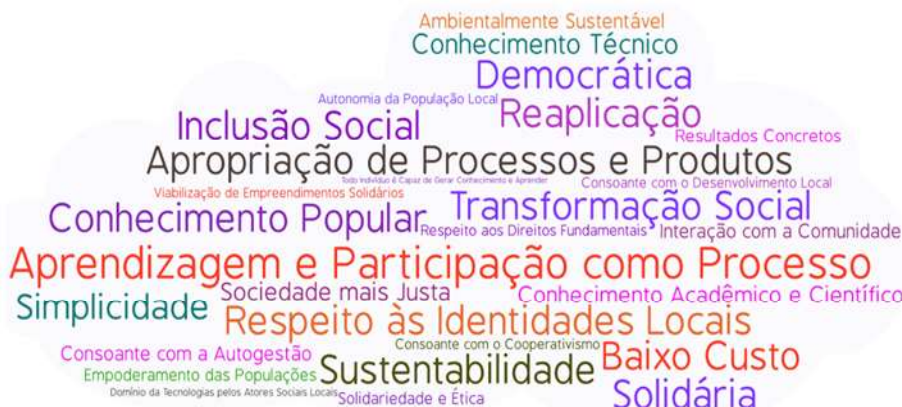 Ambientalmente Sustentável
Conhecimento Técnico
Democrática
Autonomia da População Local
Reaplicação
Inclusão Social
Resultados Concretos
Apropriação de Processos e Produtos
Todo Indivíduo é Capaz de Gerar Conhecimento e Aprender
Consoante com o Desenvolvimento Local
Viabilização de Empreendimentos Solidários
Transformação Social
Conhecimento Popular
Respeito aos Direitos Fundamentais
Interação com a Comunidade
Aprendizagem e Participação como Processo
Sociedade mais Justa
Conhecimento Acadêmico e Científico
Simplicidade
Respeito às Identidades Locais
Consoante com o Cooperativismo
Consoante com a Autogestão
Baixo Custo
Sustentabilidade
Empoderamento das Populações
Domínio da Tecnologias pelos Atores Sociais Locais
Solidariedade e Ética
Solidária